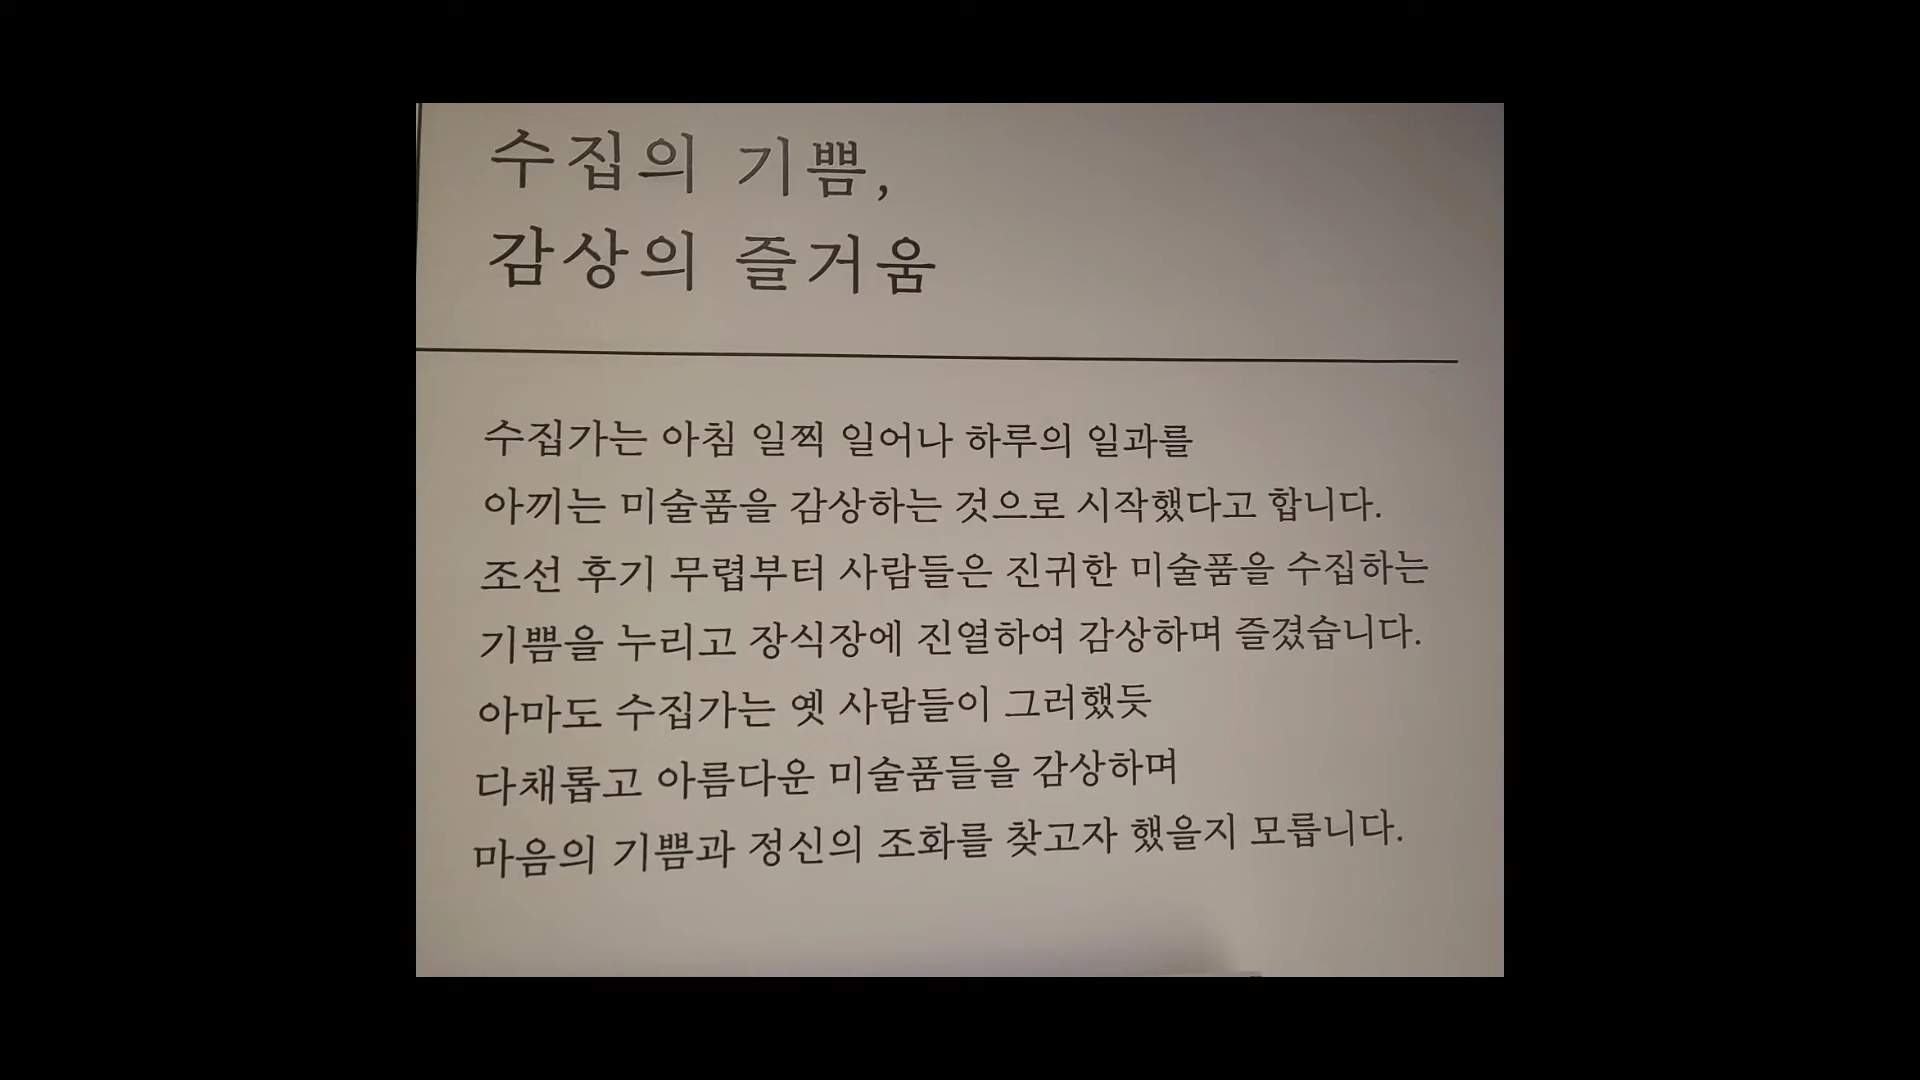 수집의 기쁨,
감상의 즐거움
수집가는 아침 일찍 일어나 하루의 일과를
아끼는 미술품을 감상하는 것으로 시작했다고 합니다.
조선 후기 무렵부터 사람들은 진귀한 미술품을 수집하는
기쁨을 누리고 장식장에 진열하여 감상하며 즐겼습니다.
아마도 수집가는 옛 사람들이 그러했듯
다채롭고 아름다운 미술품들을 감상하며
마음의 기쁨과 정신의 조화를 찾고자 했을지 모릅니다.